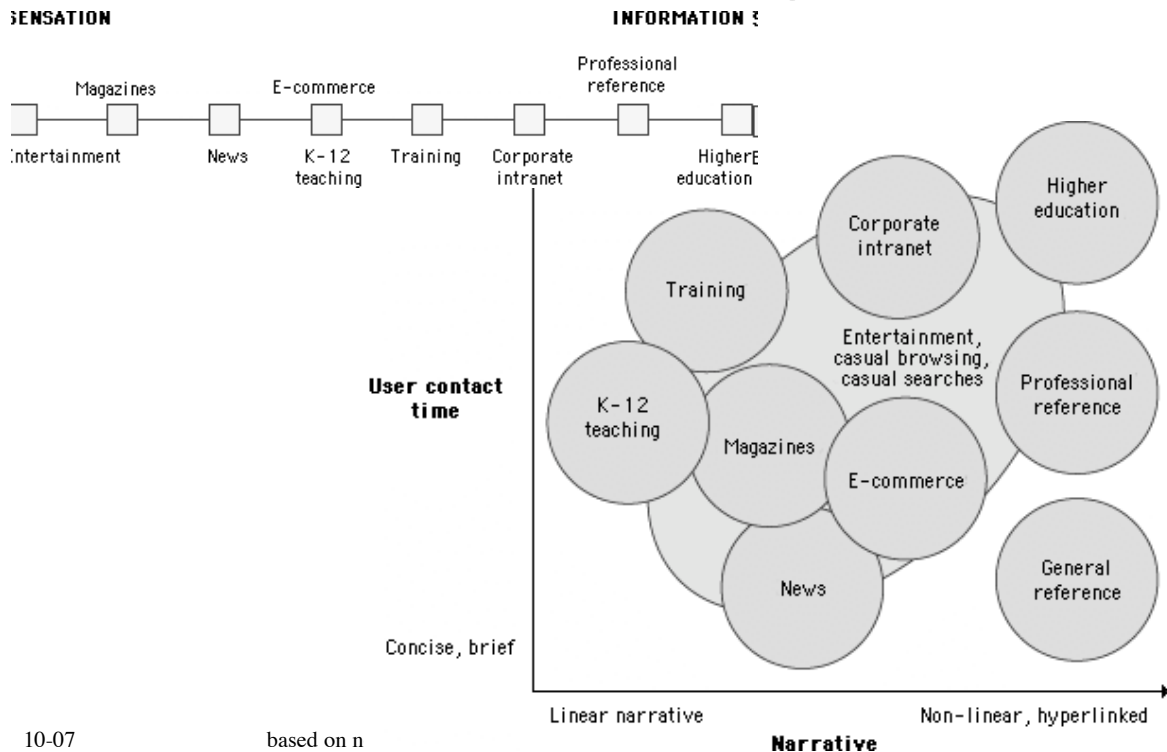 SENSATION
INFORMATION
Professional
reference
Magazines
E-commerce
Entertainment
News
K-12
teaching
Training
Corporate
intranet
Higher
education
Higher
education
Corporate
intranet
Training
Entertainment,
casual browsing,
casual searches
User contact
time
K-12
teaching
Professional
reference
Magazines
E-commerce
General
reference
News
Concise, brief
Linear narrative
Non-linear, hyperlinked
Narrative
10-07
based on n